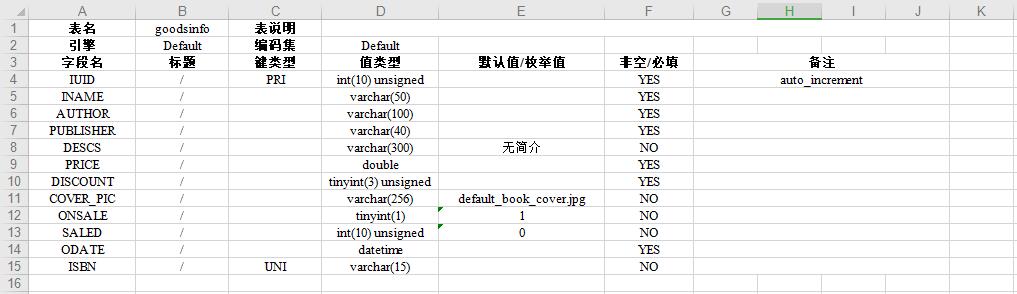 A B C D E F G H I J K
1 表名 goodsinfo 表说明
2 引擎 Default 编码集 Default
3 字段名 标题 键类型 值类型 默认值/校举值 非空/必填 备注
4 IUID / PRI int(10) unsigned YES auto_increment
5 INAME / varchar(50) YES
6 AUTHOR / varchar(100) YES
7 PUBLISHER / varchar(40) YES
8 DESCS / varchar(300) 无简介 NO
9 PRICE / double YES
10 DISCOUNT / tinyint(3) unsigned YES
11 COVER_PIC / varchar(256) default_book_cover.jpg NO
12 ONSALE / tinyint(1) 1 NO
13 SALED / int(10) unsigned 0 NO
14 ODATE / datetime YES
15 ISBN / UNI varchar(15) NO
16